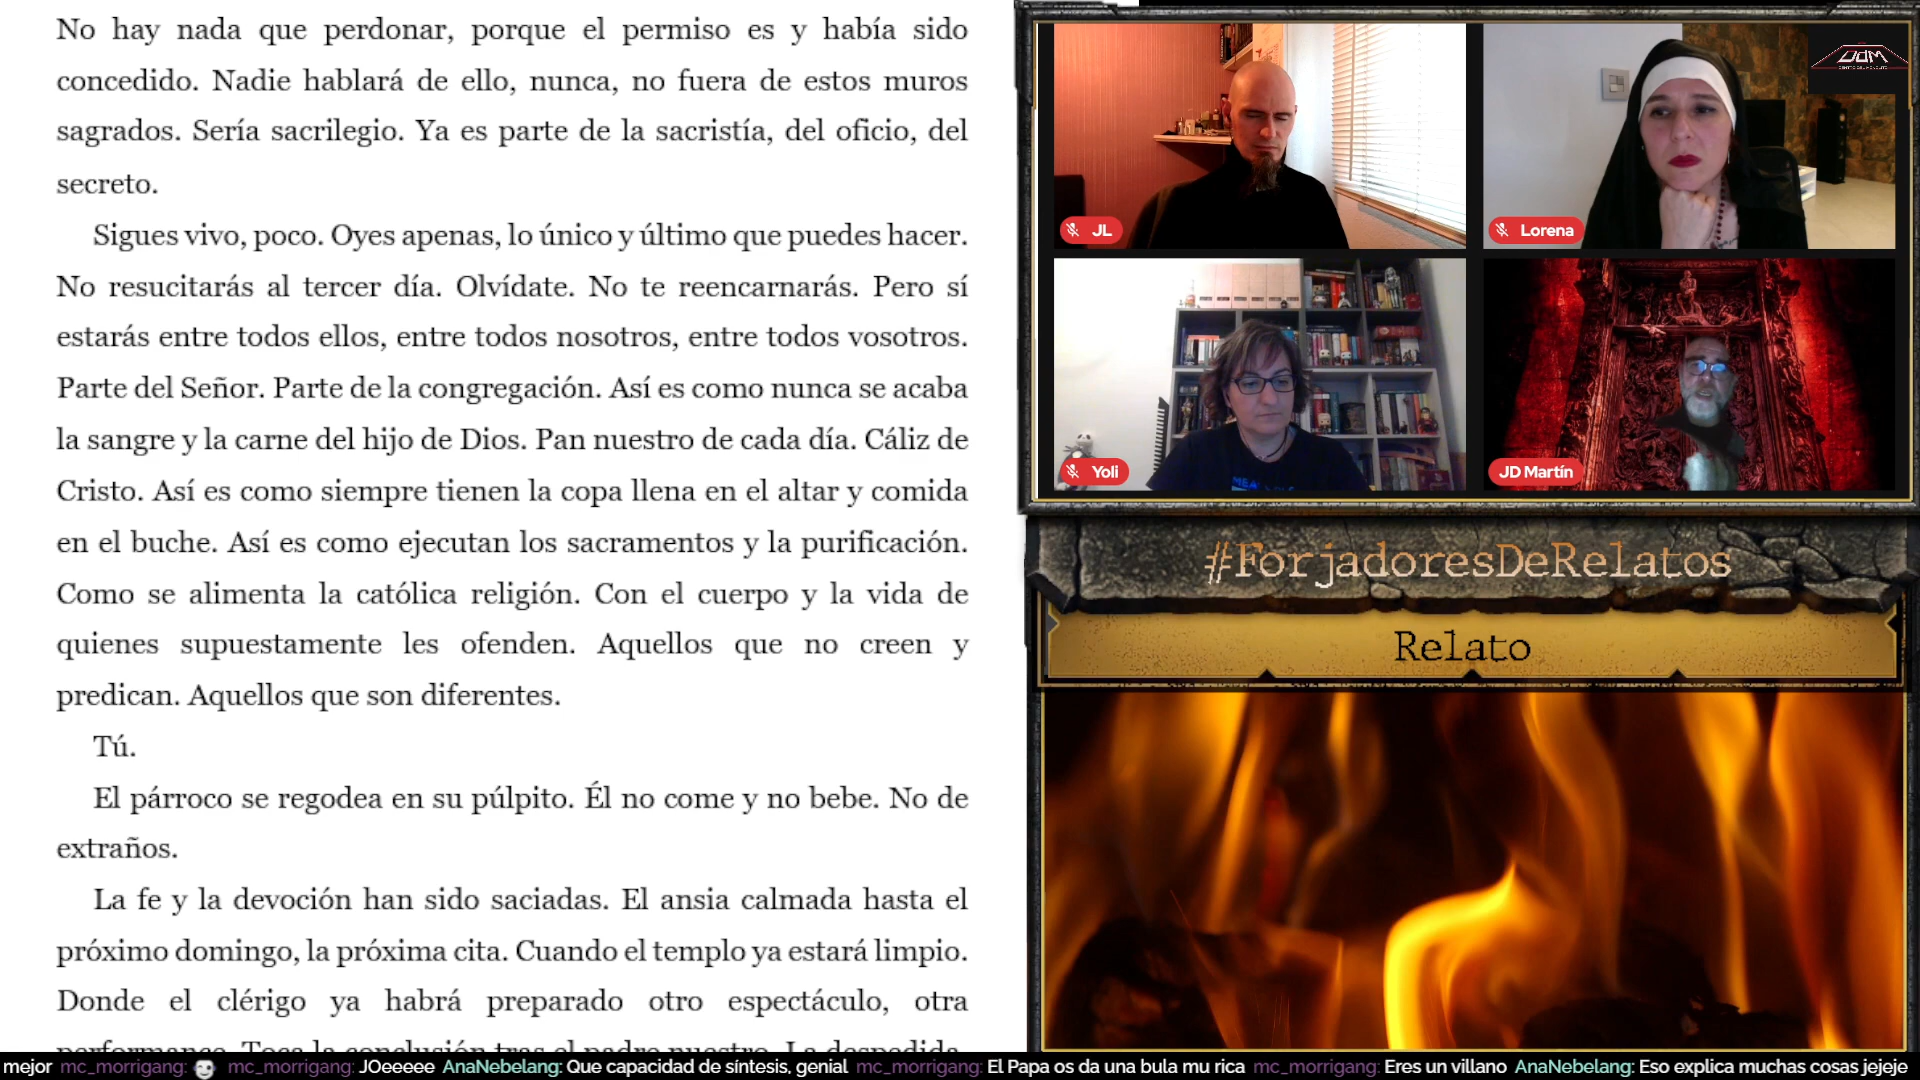 No hay nada que perdonar, porque el permiso es y había sido
concedido. Nadie hablará de ello, nunca, no fuera de estos muros
sagrados. Sería sacrilegio. Ya es parte de la sacristía, del oficio, del
secreto.
Sigues vivo, poco. Oyes apenas, lo único y último que puedes hacer.
No resucitarás al tercer día. Olvídate. No te reencarnarás. Pero sí
estarás entre todos ellos, entre todos nosotros, entre todos vosotros.
Parte del Señor. Parte de la congregación. Así es como nunca se acaba
la sangre y la carne del hijo de Dios. Pan nuestro de cada día. Cáliz de
Cristo. Así es como siempre tienen la copa llena en el altar y comida
en el buche. Así es como ejecutan los sacramentos y la purificación.
Como se alimenta la católica religión. Con el cuerpo y la vida de
quienes supuestamente les ofenden. Aquellos que no creen y
predican. Aquellos que son diferentes.
Tú.
El párroco se regodea en su púlpito. Él no come y no bebe. No de
extraños.
La fe y la devoción han sido saciadas. El ansia calmada hasta el
próximo domingo, la próxima cita. Cuando el templo ya estará limpio.
Donde el clérigo ya habrá preparado otro espectáculo, otra
performance. Toca la conclusión tras el padre nuestro. La despedida.
JL
Lorena
Yoli
JD Martín
#ForjadoresDeRelatos
Relato
mejor mc_morrigang: mc_morrigang: JOeeeee AnaNebelang: Que capacidad de síntesis, genial mc_morrigang: El Papa os da una bula mu rica mc_morrigang: Eres un villano AnaNebelang: Eso explica muchas cosas jejeje